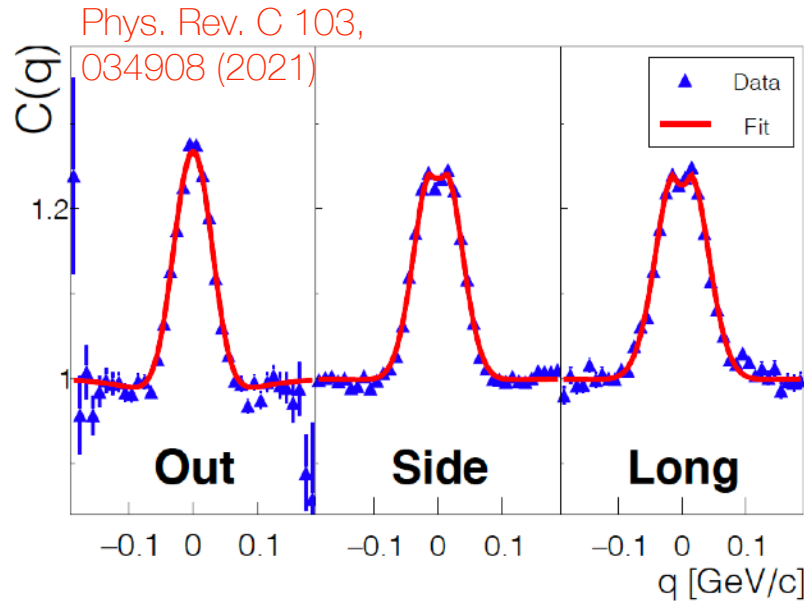 Phys. Rev. C 103,
034908 (2021)
C(q)
Data
Fit
1.2
1
Out
Side
Long
−0.1 0 0.1 −0.1 0 0.1 −0.1 0 0.1
q [GeV/c]